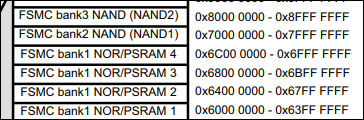 FSMC bank3 NAND (NAND2) 0x8000 0000 - 0x8FFF FFFF
FSMC bank2 NAND (NAND1) 0x7000 0000 - 0x7FFF FFFF
FSMC bank1 NOR/PSRAM 4 0x6C00 0000 - 0x6FFF FFFF
FSMC bank1 NOR/PSRAM 3 0x6800 0000 - 0x6BFF FFFF
FSMC bank1 NOR/PSRAM 2 0x6400 0000 - 0x67FF FFFF
FSMC bank1 NOR/PSRAM 1 0x6000 0000 - 0x63FF FFFF